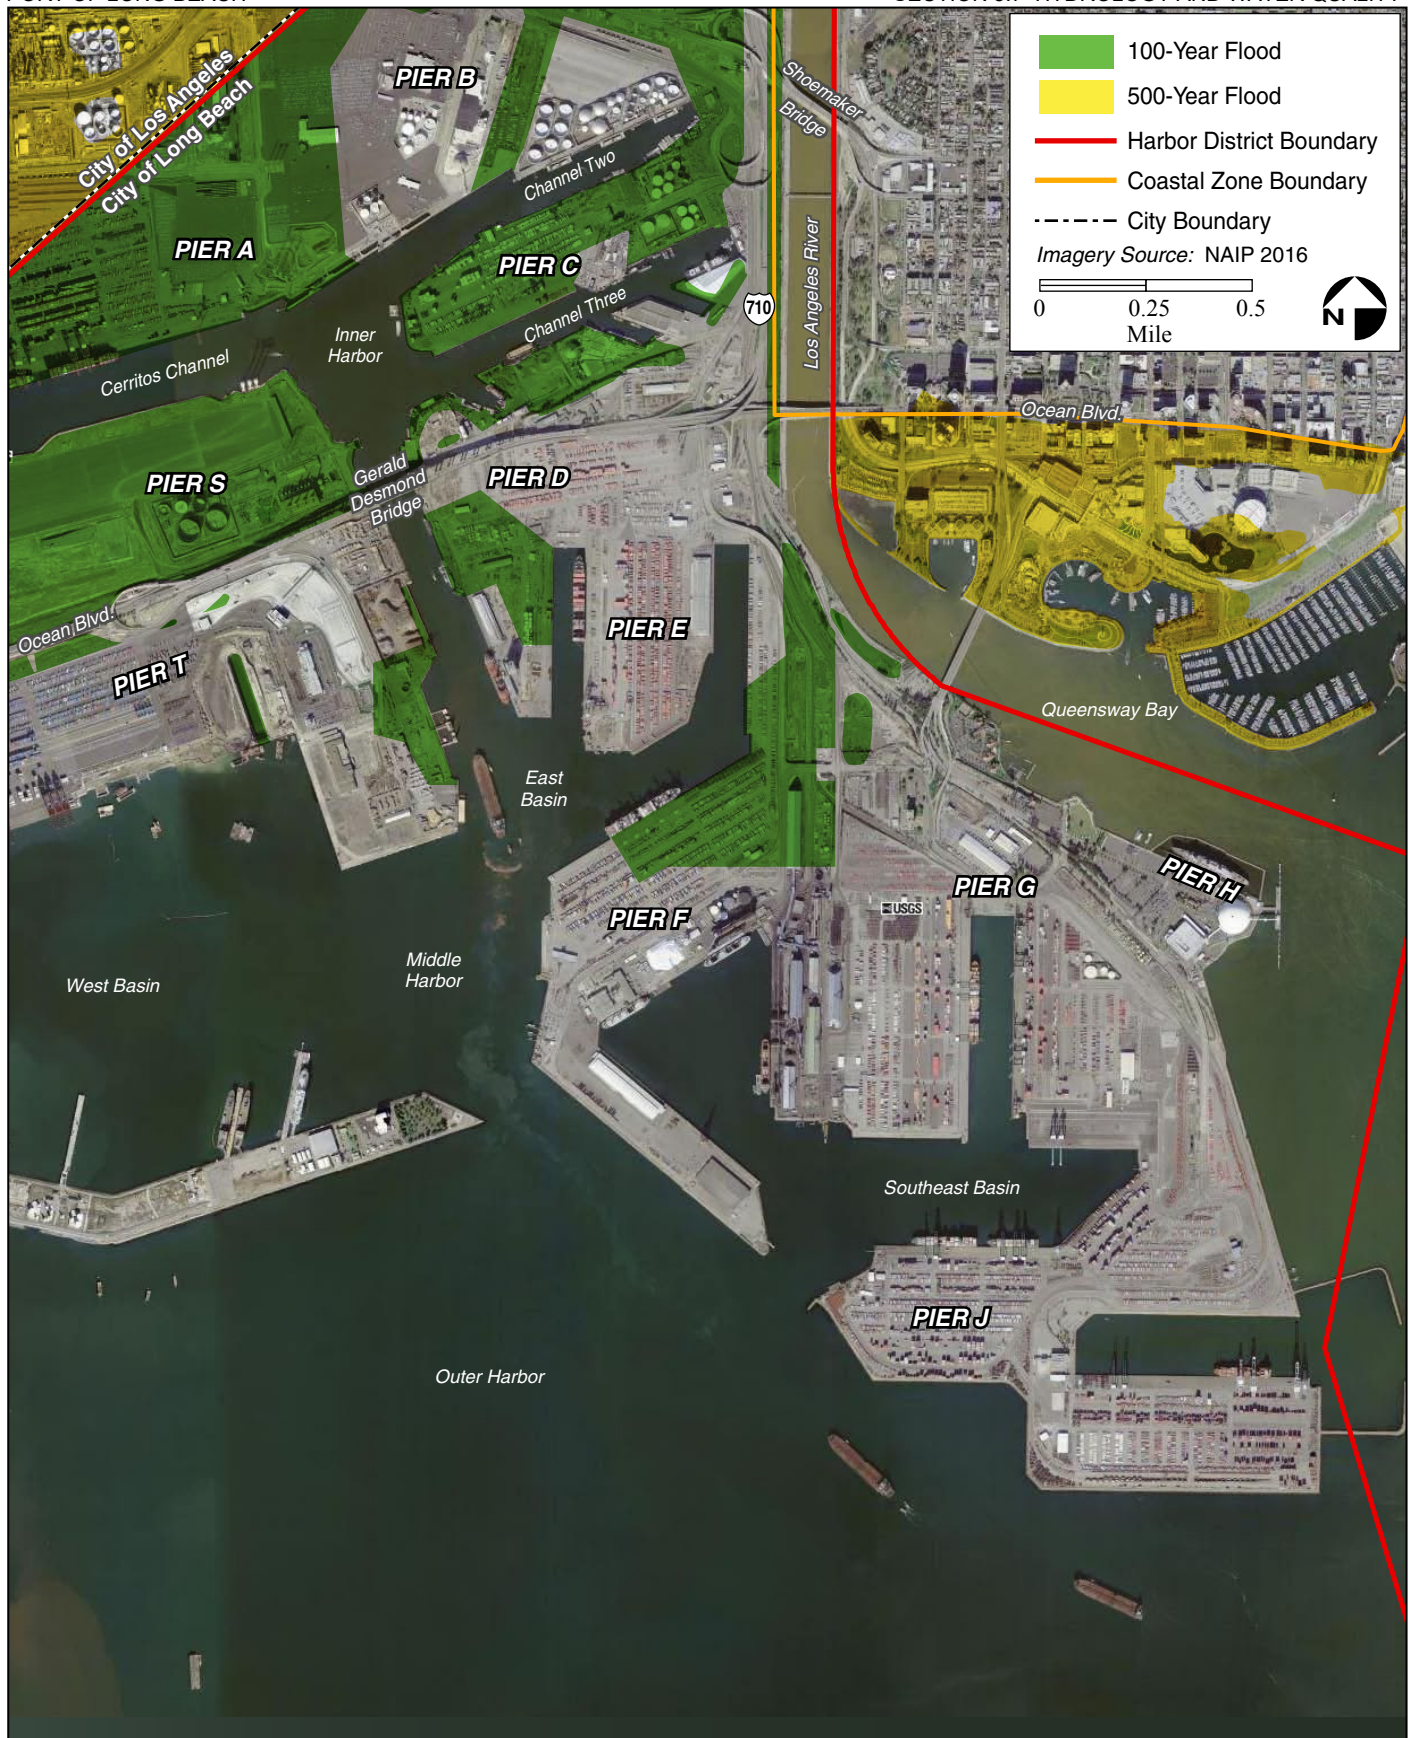 100-Year Flood
500-Year Flood
Harbor District Boundary
Coastal Zone Boundary
City Boundary
Imagery Source: NAIP 2016
0 0.25 0.5
Mile
N
City of Los Angeles
City of Long Beach
PIER B
Shoemaker
Bridge
Channel Two
PIER A
PIER C
Los Angeles River
710
Channel Three
Inner
Harbor
Cerritos Channel
Ocean Blvd.
PIER S
Gerald
Desmond
Bridge
PIER D
Ocean Blvd.
PIER T
PIER E
Queensway Bay
East
Basin
PIER F
USGS
PIER G
PIER H
West Basin
Middle
Harbor
Southeast Basin
PIER J
Outer Harbor